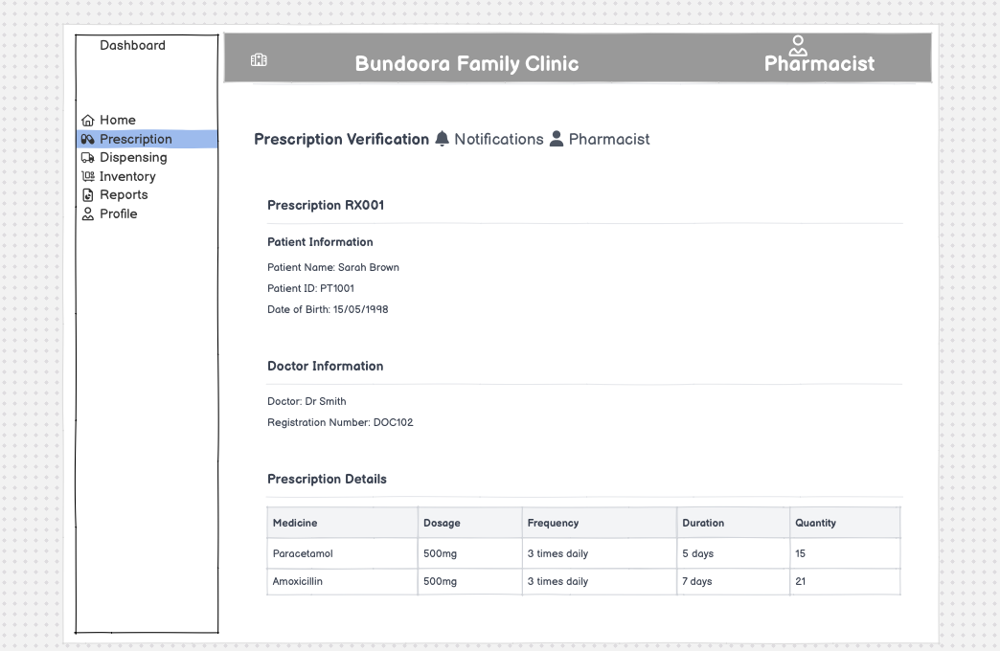 Dashboard
Home
Prescription
Dispensing
Inventory
Reports
Profile
Bundoora Family Clinic
Pharmacist
Prescription Verification Notifications Pharmacist
Prescription RX001
Patient Information
Patient Name: Sarah Brown
Patient ID: PT1001
Date of Birth: 15/05/1998
Doctor Information
Doctor: Dr Smith
Registration Number: DOC102
Prescription Details
Medicine Dosage Frequency Duration Quantity
Paracetamol 500mg 3 times daily 5 days 15
Amoxicillin 500mg 3 times daily 7 days 21